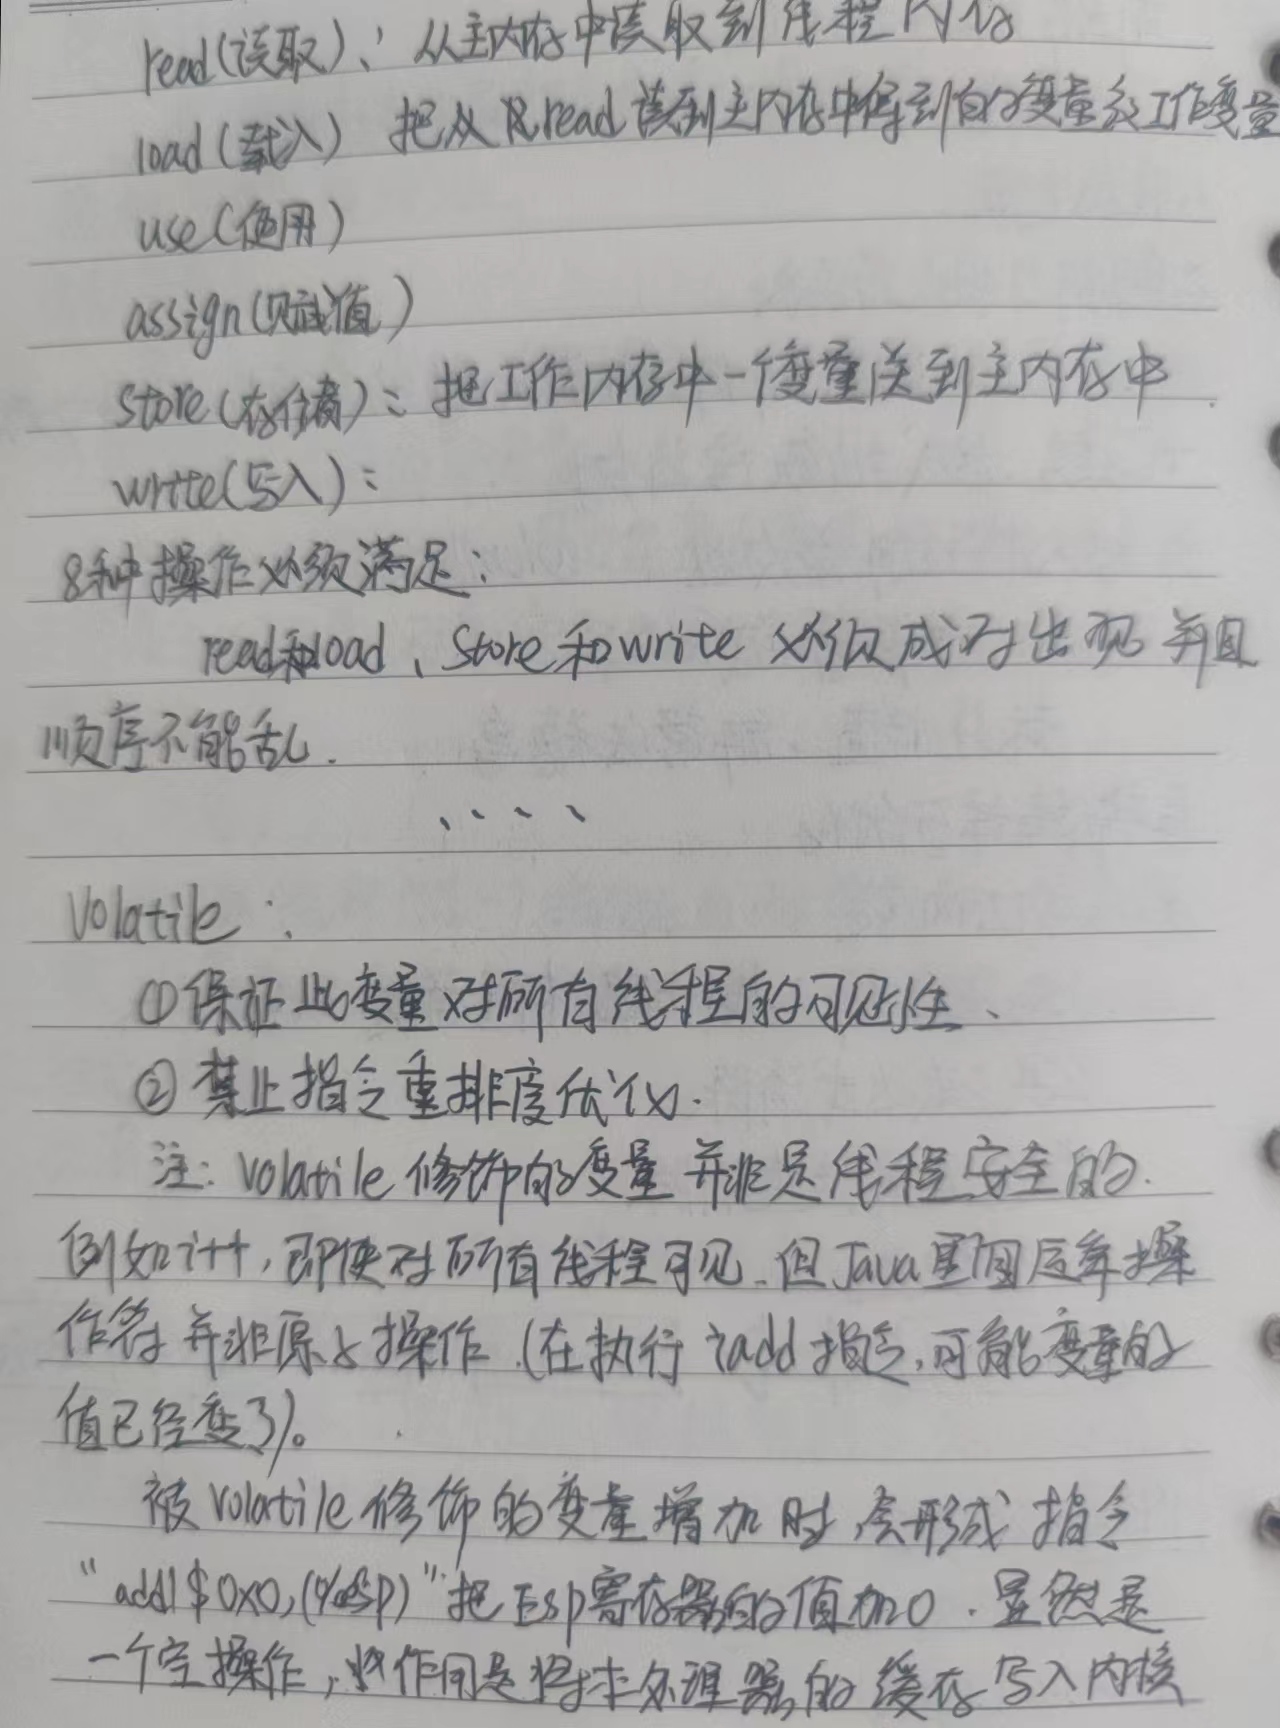 read(读取)：从主内存中读取到线程内存
load(载入) 把从read读到主内存中得到的变量给工作变量
use(使用)
assign(赋值)
store(存储)：把工作内存中一个变量送到主内存中.
write(写入)：
8种操作必须满足：
read和load、store和write 必须成对出现 并且
顺序不能乱.
、、、、
Volatile：
①保证此变量对所有线程的可见性、
②禁止指令重排序优化.
注：volatile修饰的变量并非是线程安全的.
例如i++,即使对所有线程可见.但Java里面运算操
作符并非原子操作.(在执行iadd指令,可能变量的
值已经变了)。
被volatile修饰的变量增加时,会形成指令
“addl $0x0,(%esp)”把Esp寄存器的值加0.显然是
一个空操作,作用是将本处理器的缓存写入内核